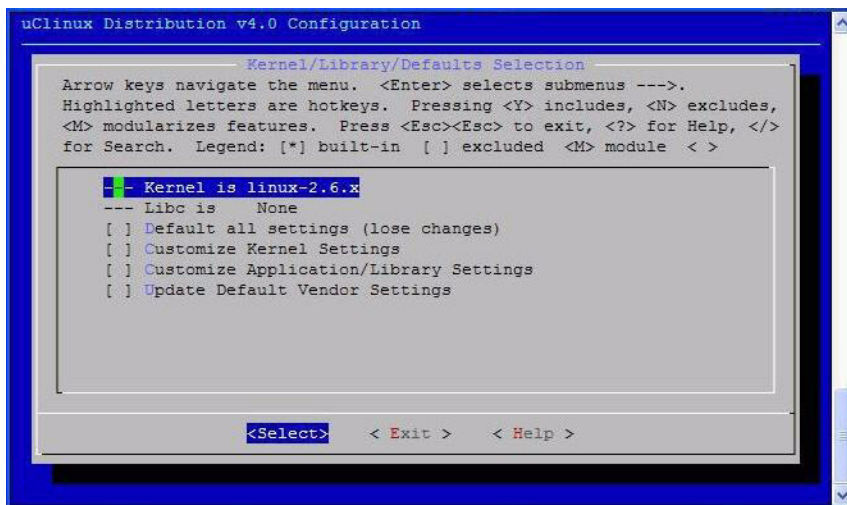 uClinux Distribution v4.0 Configuration
Kernel/Library/Defaults Selection
Arrow keys navigate the menu.  <Enter> selects submenus --->.
Highlighted letters are hotkeys.  Pressing <Y> includes, <N> excludes,
<M> modularizes features.  Press <Esc><Esc> to exit, <?> for Help, </>
for Search.  Legend: [*] built-in  [ ] excluded  <M> module  < >
--- Kernel is linux-2.6.x
--- Libc is    None
[ ] Default all settings (lose changes)
[ ] Customize Kernel Settings
[ ] Customize Application/Library Settings
[ ] Update Default Vendor Settings
<Select>    < Exit >    < Help >